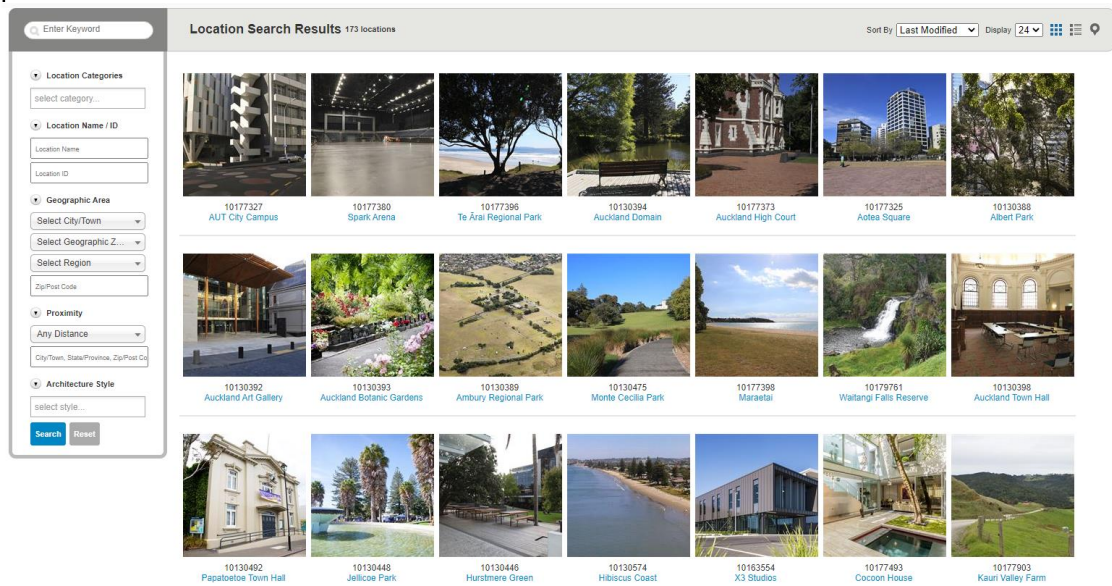 Enter Keyword
Location Search Results 173 locations
Sort By Last Modified Display 24
Location Categories
select category...
Location Name / ID
Location Name
Location ID
Geographic Area
Select City/Town
Select Geographic Z...
Select Region
Zip/Post Code
Proximity
Any Distance
City/Town, State/Province, Zip/Post Co
Architecture Style
select style...
Search Reset
10177327
AUT City Campus
10177380
Spark Arena
10177396
Te Ārai Regional Park
10130394
Auckland Domain
10177373
Auckland High Court
10177325
Aotea Square
10130388
Albert Park
10130392
Auckland Art Gallery
10130393
Auckland Botanic Gardens
10130389
Ambury Regional Park
10130475
Monte Cecilia Park
10177398
Maraetai
10179761
Waitangi Falls Reserve
10130398
Auckland Town Hall
10130492
Papatoetoe Town Hall
10130448
Jellicoe Park
10130446
Hurstmere Green
10130574
Hibiscus Coast
10163554
X3 Studios
10177493
Cocoon House
10177903
Kauri Valley Farm